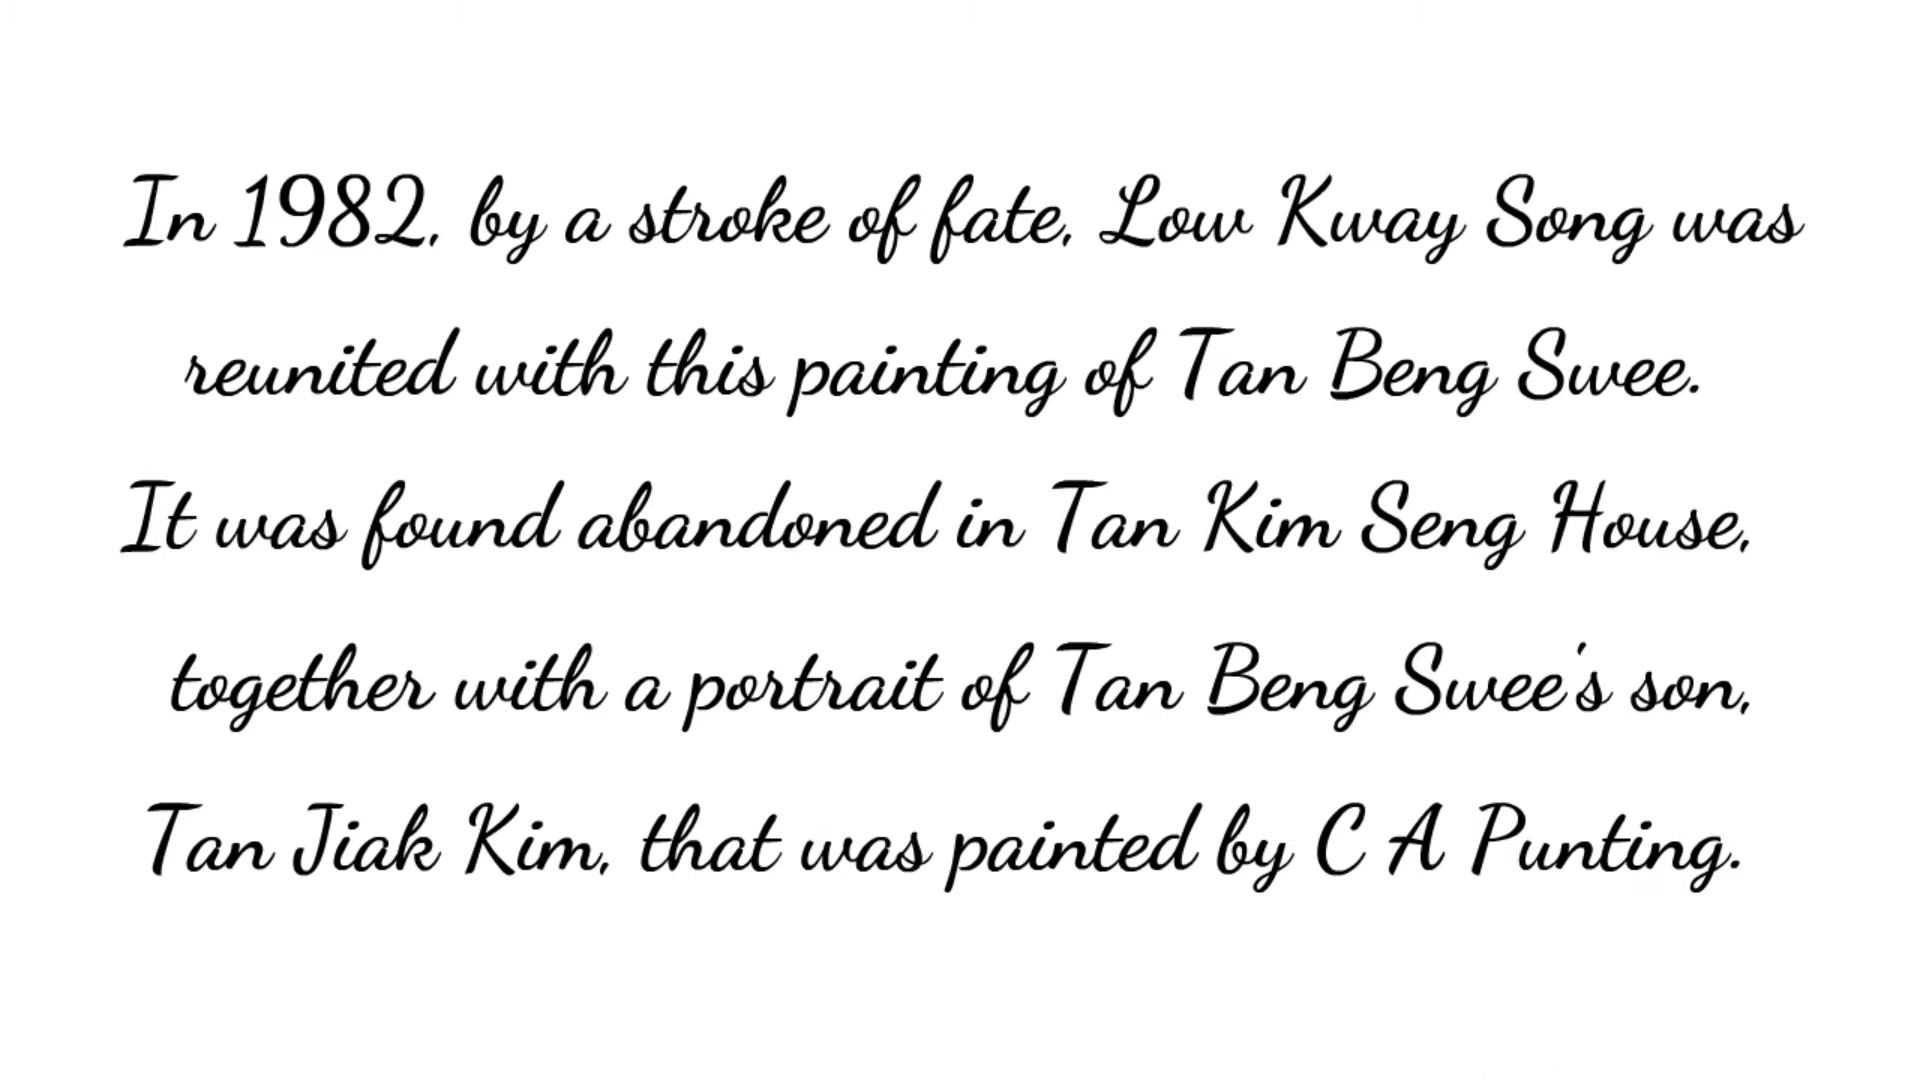 In 1982, by a stroke of fate, Low Kway Song was
reunited with this painting of Tan Beng Swee.
It was found abandoned in Tan Kim Seng House,
together with a portrait of Tan Beng Swee's son,
Tan Jiak Kim, that was painted by C A Punting.